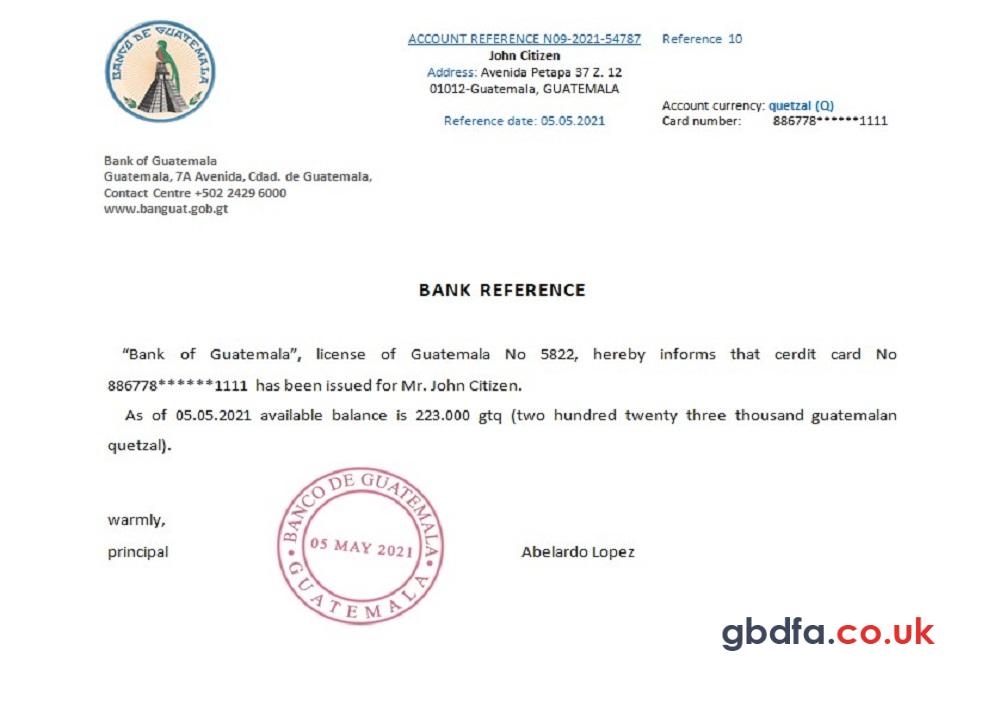 BANCO DE GUATEMALA
ACCOUNT REFERENCE N09-2021-54787
John Citizen
Address: Avenida Petapa 37 Z. 12
01012-Guatemala, GUATEMALA
Reference date: 05.05.2021
Reference 10
Account currency: quetzal (Q)
Card number: 886778******1111
Bank of Guatemala
Guatemala, 7A Avenida, Cdad. de Guatemala,
Contact Centre +502 2429 6000
www.banguat.gob.gt
BANK REFERENCE
“Bank of Guatemala”, license of Guatemala No 5822, hereby informs that cerdit card No
886778******1111 has been issued for Mr. John Citizen.
As of 05.05.2021 available balance is 223.000 gtq (two hundred twenty three thousand guatemalan
quetzal).
warmly,
principal
BANCO DE GUATEMALA
05 MAY 2021
GUATEMALA
Abelardo Lopez
gbdfa.co.uk